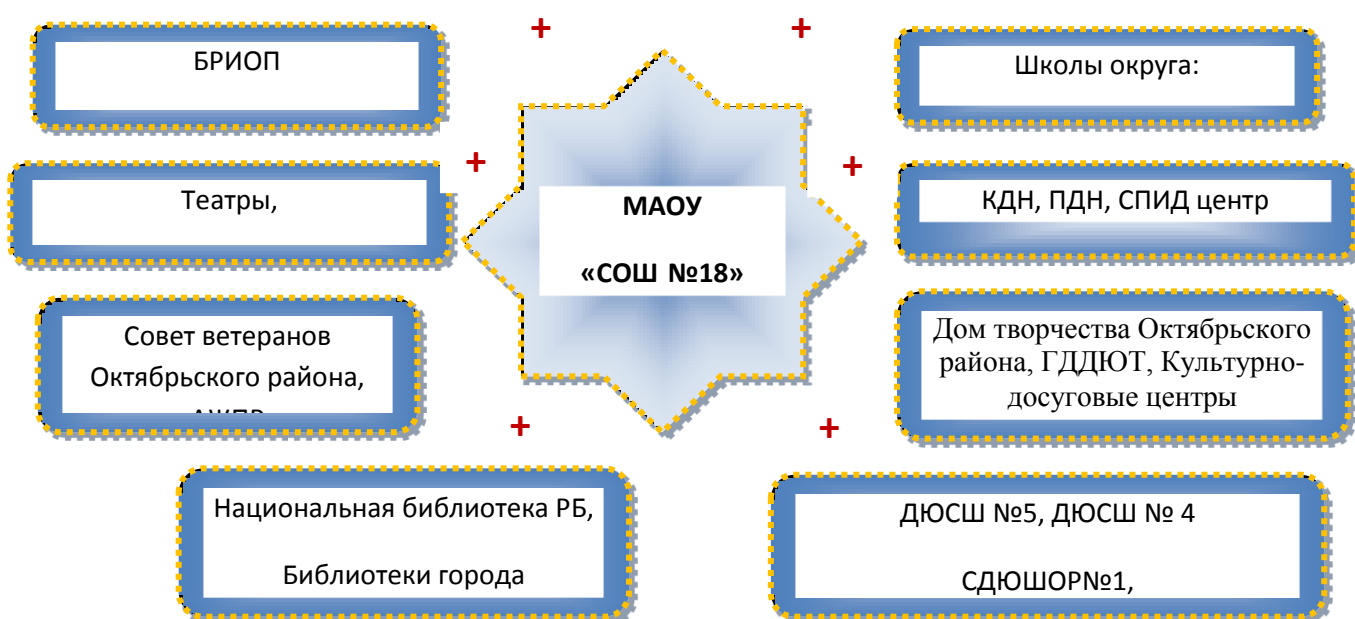 + +
БРИОП
Школы округа:
+ +
Театры,
КДН, ПДН, СПИД центр
МАОУ
«СОШ №18»
Совет ветеранов
Октябрьского района,
Дом творчества Октябрьского
района, ГДДЮТ, Культурно-
досуговые центры
+ +
Национальная библиотека РБ,
Библиотеки города
ДЮСШ №5, ДЮСШ № 4
СДЮШОР№1,